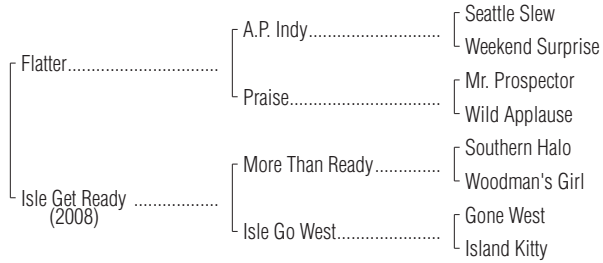 Seattle Slew
A.P. Indy............................
Weekend Surprise
Flatter................................
Mr. Prospector
Praise................................
Wild Applause
Southern Halo
More Than Ready..............
Woodman's Girl
Isle Get Ready ..................
(2008)
Gone West
Isle Go West......................
Island Kitty